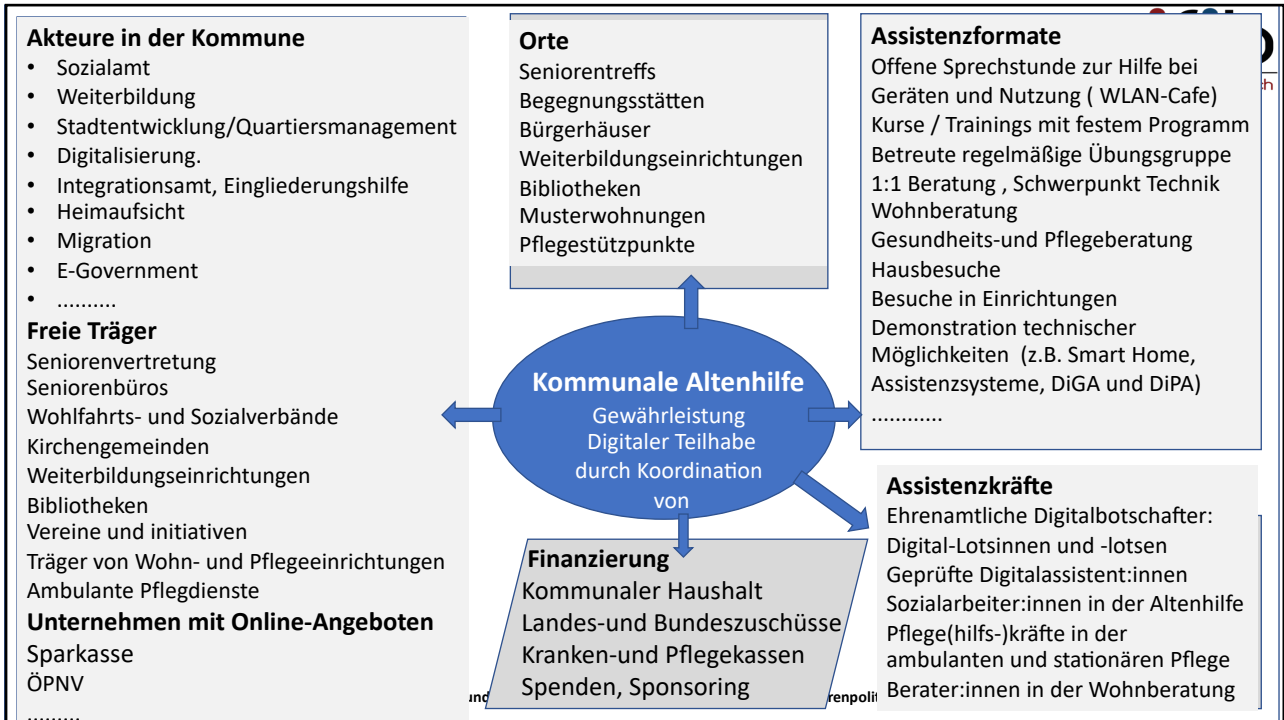 Akteure in der Kommune
• Sozialamt
• Weiterbildung
• Stadtentwicklung/Quartiersmanagement
• Digitalisierung.
• Integrationsamt, Eingliederungshilfe
• Heimaufsicht
• Migration
• E-Government
• ..........
Freie Träger
Seniorenvertretung
Seniorenbüros
Wohlfahrts- und Sozialverbände
Kirchengemeinden
Weiterbildungseinrichtungen
Bibliotheken
Vereine und initiativen
Träger von Wohn- und Pflegeeinrichtungen
Ambulante Pflegdienste
Unternehmen mit Online-Angeboten
Sparkasse
ÖPNV
.........
Orte
Seniorentreffs
Begegnungsstätten
Bürgerhäuser
Weiterbildungseinrichtungen
Bibliotheken
Musterwohnungen
Pflegestützpunkte
Kommunale Altenhilfe
Gewährleistung
Digitaler Teilhabe
durch Koordination
von
Finanzierung
Kommunaler Haushalt
Landes-und Bundeszuschüsse
Kranken-und Pflegekassen
Spenden, Sponsoring
Assistenzformate
Offene Sprechstunde zur Hilfe bei
Geräten und Nutzung ( WLAN-Cafe)
Kurse / Trainings mit festem Programm
Betreute regelmäßige Übungsgruppe
1:1 Beratung , Schwerpunkt Technik
Wohnberatung
Gesundheits-und Pflegeberatung
Hausbesuche
Besuche in Einrichtungen
Demonstration technischer
Möglichkeiten (z.B. Smart Home,
Assistenzsysteme, DiGA und DiPA)
............
Assistenzkräfte
Ehrenamtliche Digitalbotschafter:
Digital-Lotsinnen und -lotsen
Geprüfte Digitalassistent:innen
Sozialarbeiter:innen in der Altenhilfe
Pflege(hilfs-)kräfte in der
ambulanten und stationären Pflege
Berater:innen in der Wohnberatung